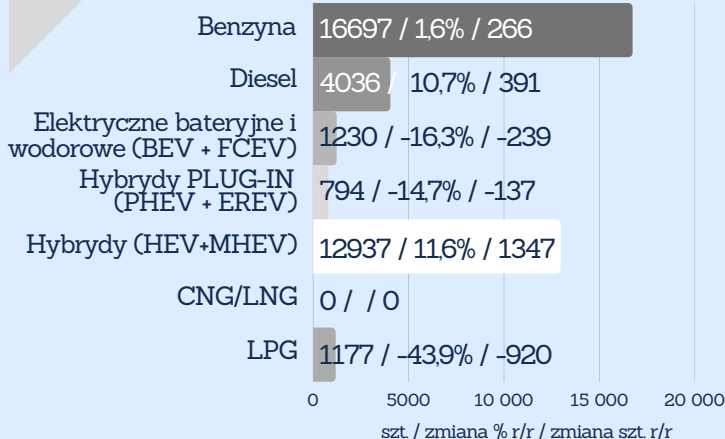 Benzyna 16697 / 1,6% / 266
Diesel 4036 / 10,7% / 391
Elektryczne bateryjne i
wodorowe (BEV + FCEV) 1230 / -16,3% / -239
Hybrydy PLUG-IN
(PHEV + EREV) 794 / -14,7% / -137
Hybrydy (HEV+MHEV) 12937 / 11,6% / 1347
CNG/LNG 0 / / 0
LPG 1177 / -43,9% / -920
0 5000 10 000 15 000 20 000
szt. / zmiana % r/r / zmiana szt. r/r